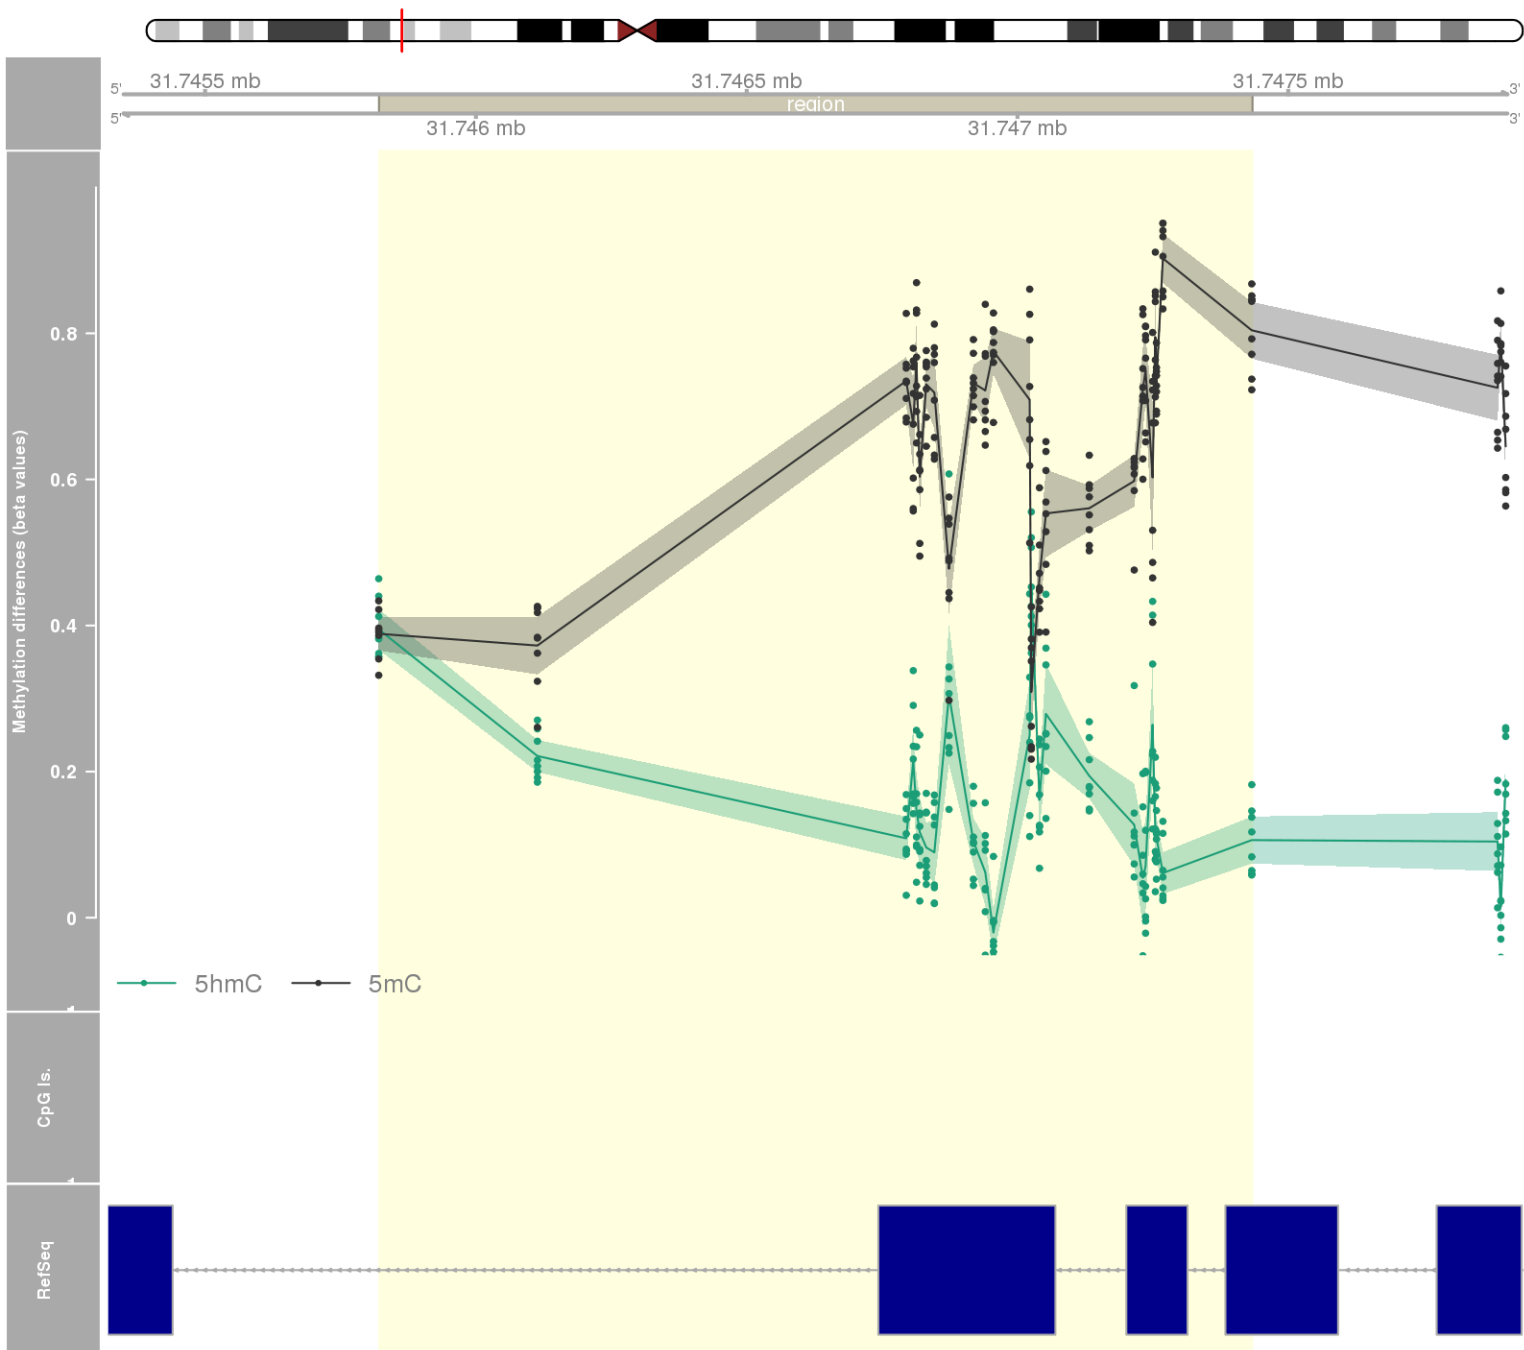 31.7455 mb
31.7465 mb
31.7475 mb
5'
3'
region
5'
3'
31.746 mb
31.747 mb
Methylation differences (beta values)
0.8
0.6
0.4
0.2
0
5hmC
5mC
CpG Is.
RefSeq